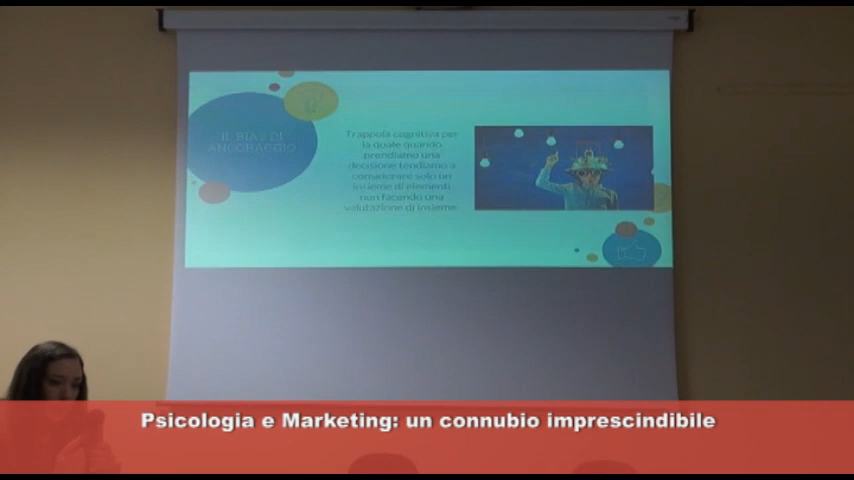 IL BIAS DI
ANCORAGGIO
Trappola cognitiva per
la quale quando
prendiamo una
decisione tendiamo a
considerare solo un
insieme di elementi
non facendo una
valutazione di insieme
Psicologia e Marketing: un connubio imprescindibile